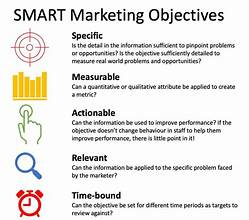 SMART Marketing Objectives
Specific
Is the detail in the information sufficient to pinpoint problems
or opportunities? Is the objective sufficiently detailed to
measure real world problems and opportunities?
Measurable
Can a quantitative or qualitative attribute be applied to create
a metric?
Actionable
Can the information be used to improve performance? If the
objective doesn't change behaviour in staff to help them
improve performance, there is little point in it!
Relevant
Can the information be applied to the specific problem faced
by the marketer?
Time-bound
Can the objective be set for different time periods as targets
to review against?